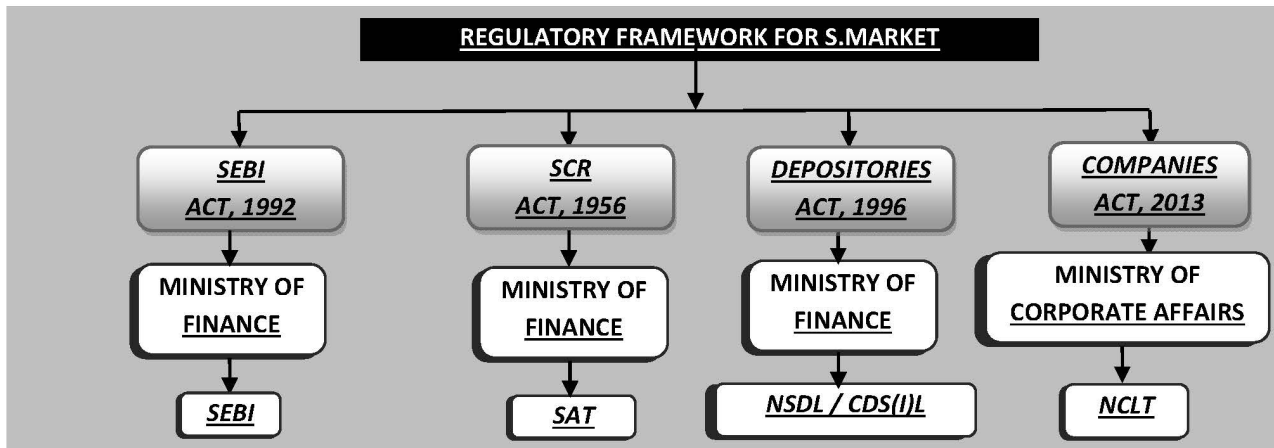 REGULATORY FRAMEWORK FOR S.MARKET
SEBI
ACT, 1992
SCR
ACT, 1956
DEPOSITORIES
ACT, 1996
COMPANIES
ACT, 2013
MINISTRY OF
FINANCE
MINISTRY OF
FINANCE
MINISTRY OF
FINANCE
MINISTRY OF
CORPORATE AFFAIRS
SEBI
SAT
NSDL / CDS(I)L
NCLT